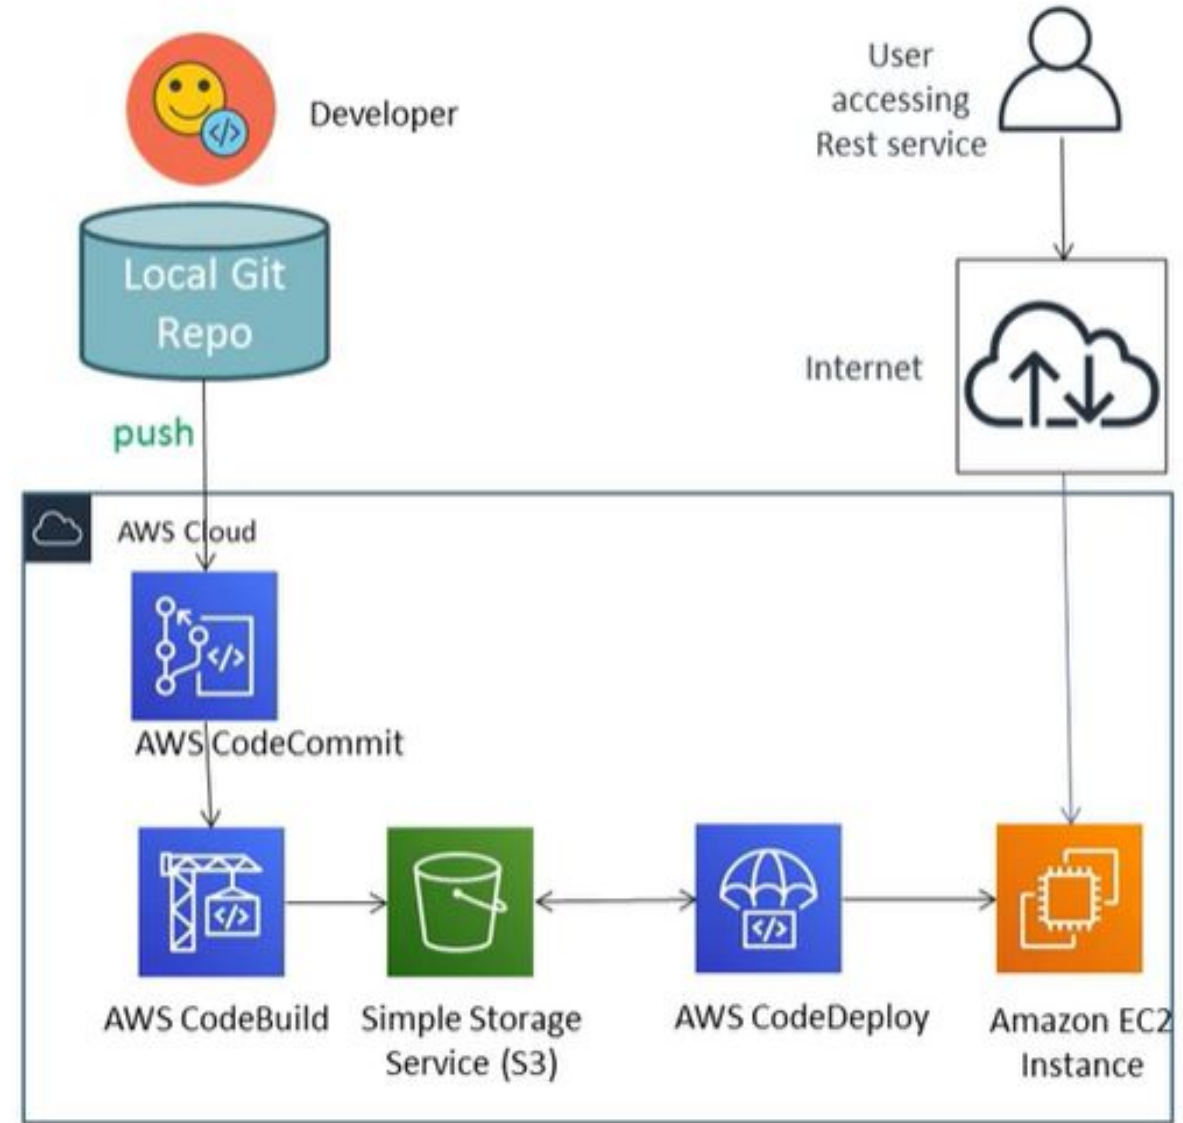 Developer
User
accessing
Rest service
Local Git
Repo
Internet
push
AWS Cloud
</>
</>
AWS CodeCommit
</>
</>
AWS CodeBuild
Simple Storage
Service (S3)
AWS CodeDeploy
Amazon EC2
Instance